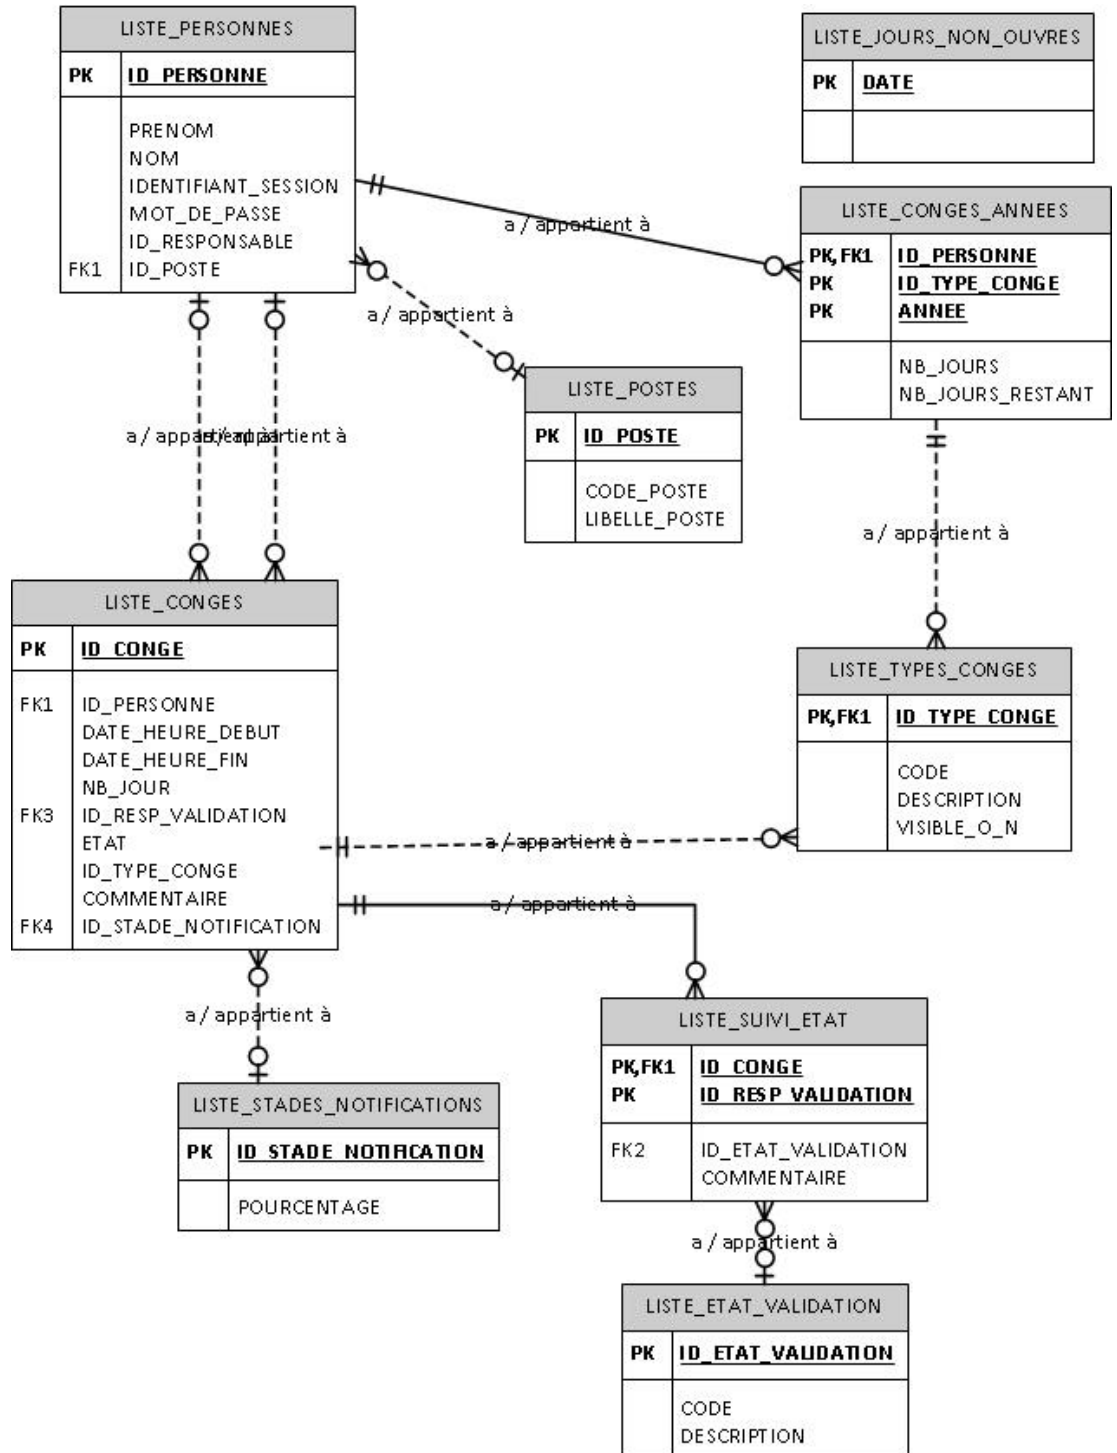 LISTE_PERSONNES
PK ID_PERSONNE
PRENOM
NOM
IDENTIFIANT_SESSION
MOT_DE_PASSE
ID_RESPONSABLE
FK1 ID_POSTE
LISTE_JOURS_NON_OUVRES
PK DATE
a / appartient à
LISTE_CONGES_ANNEES
PK,FK1 ID_PERSONNE
PK ID_TYPE_CONGE
PK ANNEE
NB_JOURS
NB_JOURS_RESTANT
a / appartient à
LISTE_POSTES
PK ID_POSTE
CODE_POSTE
LIBELLE_POSTE
a / appartient à
a / appartient à
a / appartient à
LISTE_CONGES
PK ID_CONGE
FK1 ID_PERSONNE
DATE_HEURE_DEBUT
DATE_HEURE_FIN
NB_JOUR
FK3 ID_RESP_VALIDATION
ETAT
ID_TYPE_CONGE
COMMENTAIRE
FK4 ID_STADE_NOTIFICATION
LISTE_TYPES_CONGES
PK,FK1 ID_TYPE_CONGE
CODE
DESCRIPTION
VISIBLE_O_N
a / appartient à
a / appartient à
a / appartient à
LISTE_STADES_NOTIFICATIONS
PK ID_STADE_NOTIFICATION
POURCENTAGE
LISTE_SUIVI_ETAT
PK,FK1 ID_CONGE
PK ID_RESP_VALIDATION
FK2 ID_ETAT_VALIDATION
COMMENTAIRE
a / appartient à
LISTE_ETAT_VALIDATION
PK ID_ETAT_VALIDATION
CODE
DESCRIPTION